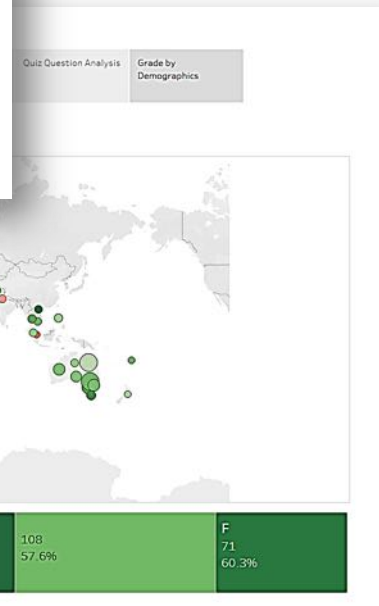 Quiz Question Analysis
Grade by
Demographics
108
57.6%
F
71
60.3%